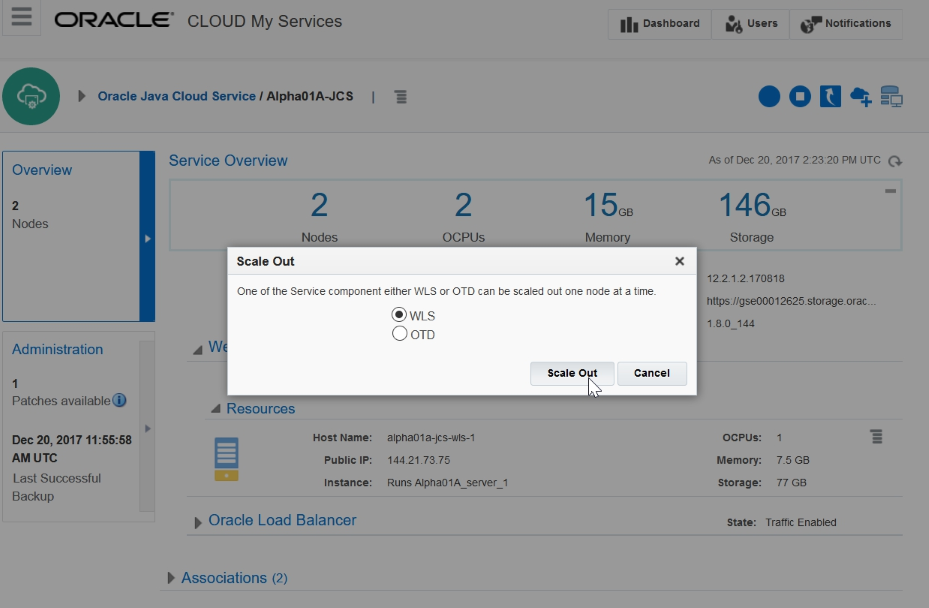 ORACLE® CLOUD My Services
Dashboard
Users
Notifications
Oracle Java Cloud Service / Alpha01A-JCS |
Overview
2
Nodes
Service Overview
As of Dec 20, 2017 2:23:20 PM UTC
2
Nodes
2
OCPUs
15 GB
Memory
146 GB
Storage
Scale Out
One of the Service component either WLS or OTD can be scaled out one node at a time.
WLS
OTD
Scale Out
Cancel
12.2.1.2.170818
https://gse00012625.storage.orac...
1.8.0_144
Administration
1
Patches available
Dec 20, 2017 11:55:58
AM UTC
Last Successful
Backup
We
Resources
Host Name: alpha01a-jcs-wls-1
Public IP: 144.21.73.75
Instance: Runs Alpha01A_server_1
OCPUs: 1
Memory: 7.5 GB
Storage: 77 GB
Oracle Load Balancer
State: Traffic Enabled
Associations (2)